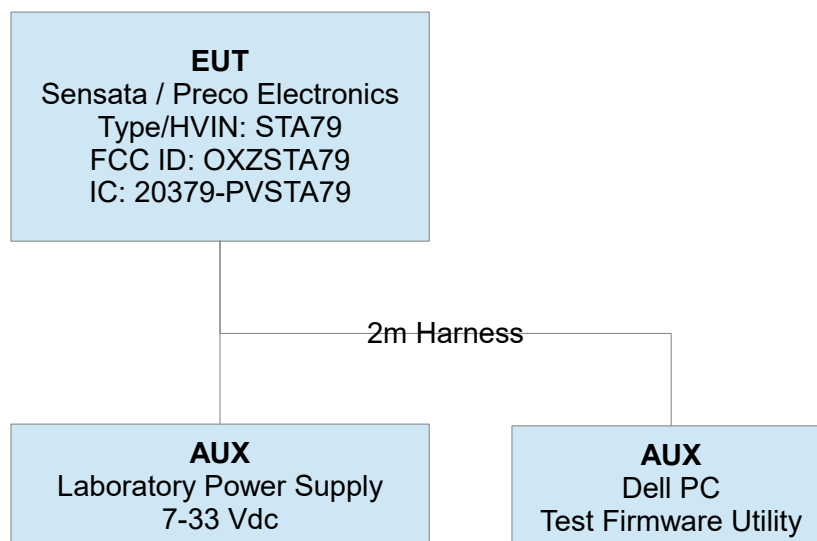 EUT
Sensata / Preco Electronics
Type/HVIN: STA79
FCC ID: OXZSTA79
IC: 20379-PVSTA79
2m Harness
AUX
Laboratory Power Supply
7-33 Vdc
AUX
Dell PC
Test Firmware Utility